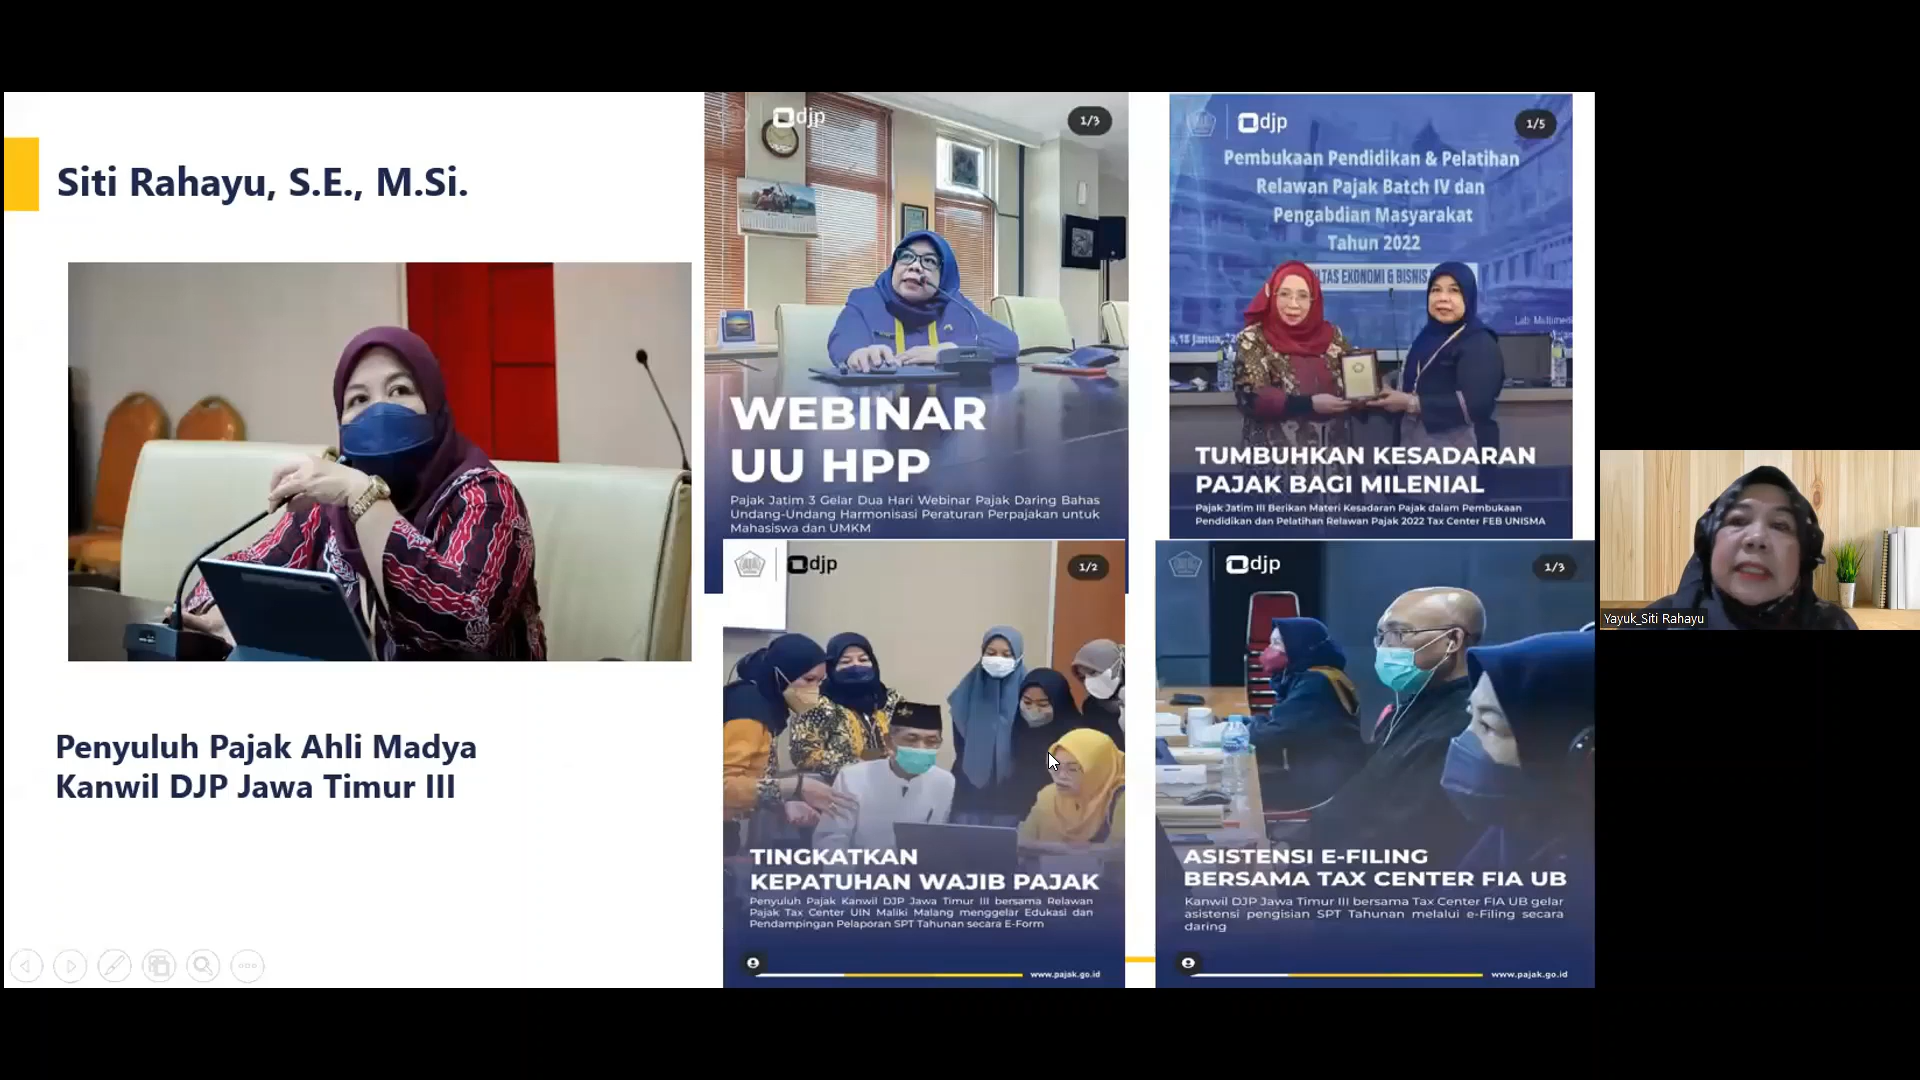 Siti Rahayu, S.E., M.Si.
Penyuluh Pajak Ahli Madya
Kanwil DJP Jawa Timur III
djp
1/3
WEBINAR
UU HPP
Pajak Jatim 3 Gelar Dua Hari Webinar Pajak Daring Bahas
Undang-Undang Harmonisasi Peraturan Perpajakan untuk
Mahasiswa dan UMKM
djp
1/5
Pembukaan Pendidikan & Pelatihan
Relawan Pajak Batch IV dan
Pengabdian Masyarakat
Tahun 2022
EKONOMI & BISNIS
TUMBUHKAN KESADARAN
PAJAK BAGI MILENIAL
Pajak Jatim III Berikan Materi Kesadaran Pajak dalam Pembukaan
Pendidikan dan Pelatihan Relawan Pajak 2022 Tax Center FEB UNISMA
djp
1/2
TINGKATKAN
KEPATUHAN WAJIB PAJAK
Penyuluh Pajak Kanwil DJP Jawa Timur III bersama Relawan
Pajak Tax Center UIN Maliki Malang menggelar Edukasi dan
Pendampingan Pelaporan SPT Tahunan secara E-Form
www.pajak.go.id
djp
1/3
ASISTENSI E-FILING
BERSAMA TAX CENTER FIA UB
Kanwil DJP Jawa Timur III bersama Tax Center FIA UB gelar
asistensi pengisian SPT Tahunan melalui e-Filing secara
daring
www.pajak.go.id
Yayuk_Siti Rahayu